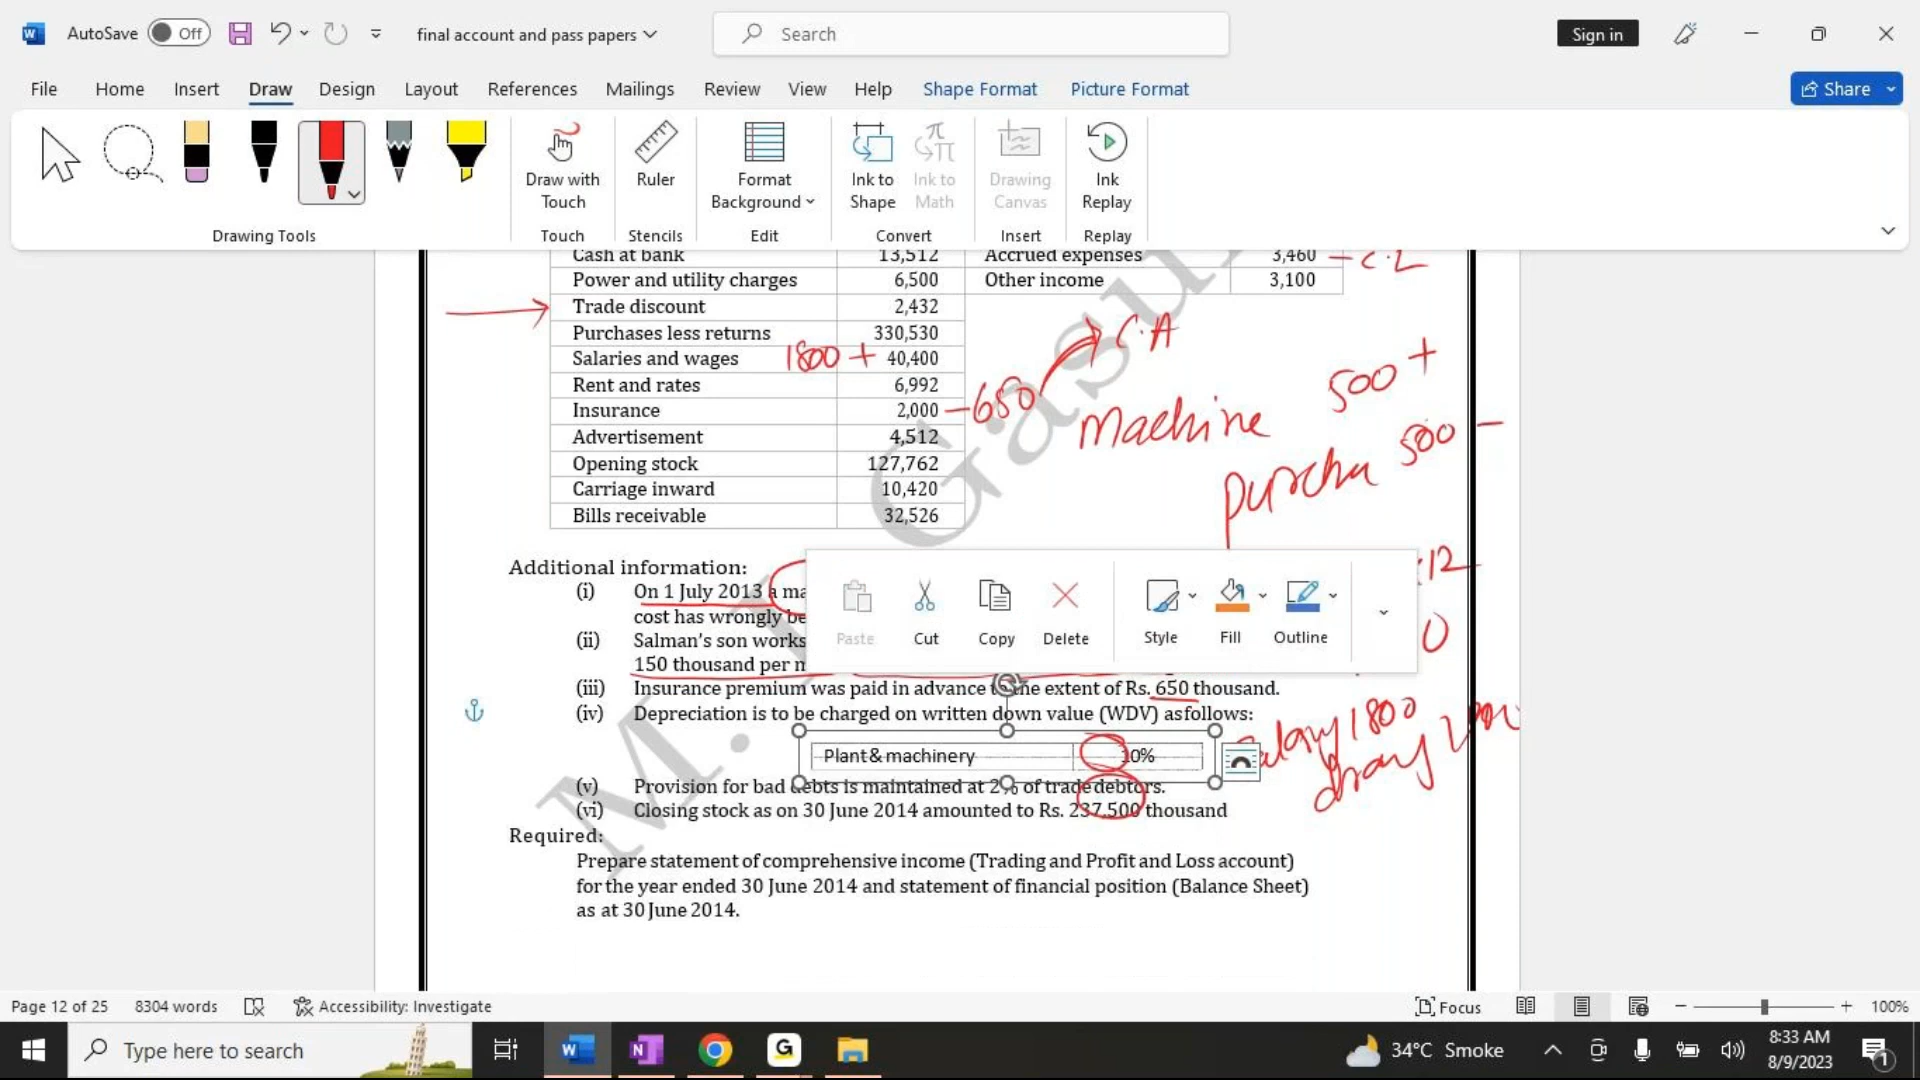 AutoSave Off final account and pass papers Search Sign in
File Home Insert Draw Design Layout References Mailings Review View Help Shape Format Picture Format Share
Draw with Touch Ruler Format Background Ink to Shape Ink to Math Drawing Canvas Ink Replay
Drawing Tools Touch Stencils Edit Convert Insert Replay
Cash at bank 13,512 Accrued expenses 3,460 - C.L
Power and utility charges 6,500 Other income 3,100
Trade discount 2,432
Purchases less returns 330,530 C.A
Salaries and wages 1800 + 40,400 500 +
Rent and rates 6,992
Insurance 2,000 - 650 machine
Advertisement 4,512 500 -
Opening stock 127,762
Carriage inward 10,420
Bills receivable 32,526
Additional information: 12
(i) On 1 July 2013 a ma
cost has wrongly be
(ii) Salman's son works 0
150 thousand per m
Paste Cut Copy Delete Style Fill Outline
(iii) Insurance premium was paid in advance the extent of Rs. 650 thousand.
(iv) Depreciation is to be charged on written down value (WDV) asfollows:
1800
Plant & machinery 10%
(v) Provision for bad debts is maintained at 2% of trade debtors.
(vi) Closing stock as on 30 June 2014 amounted to Rs. 237,500 thousand
Required:
Prepare statement of comprehensive income (Trading and Profit and Loss account)
for the year ended 30 June 2014 and statement of financial position (Balance Sheet)
as at 30 June 2014.
Page 12 of 25 8304 words Accessibility: Investigate Focus 100%
Type here to search 34°C Smoke 8:33 AM
8/9/2023 1